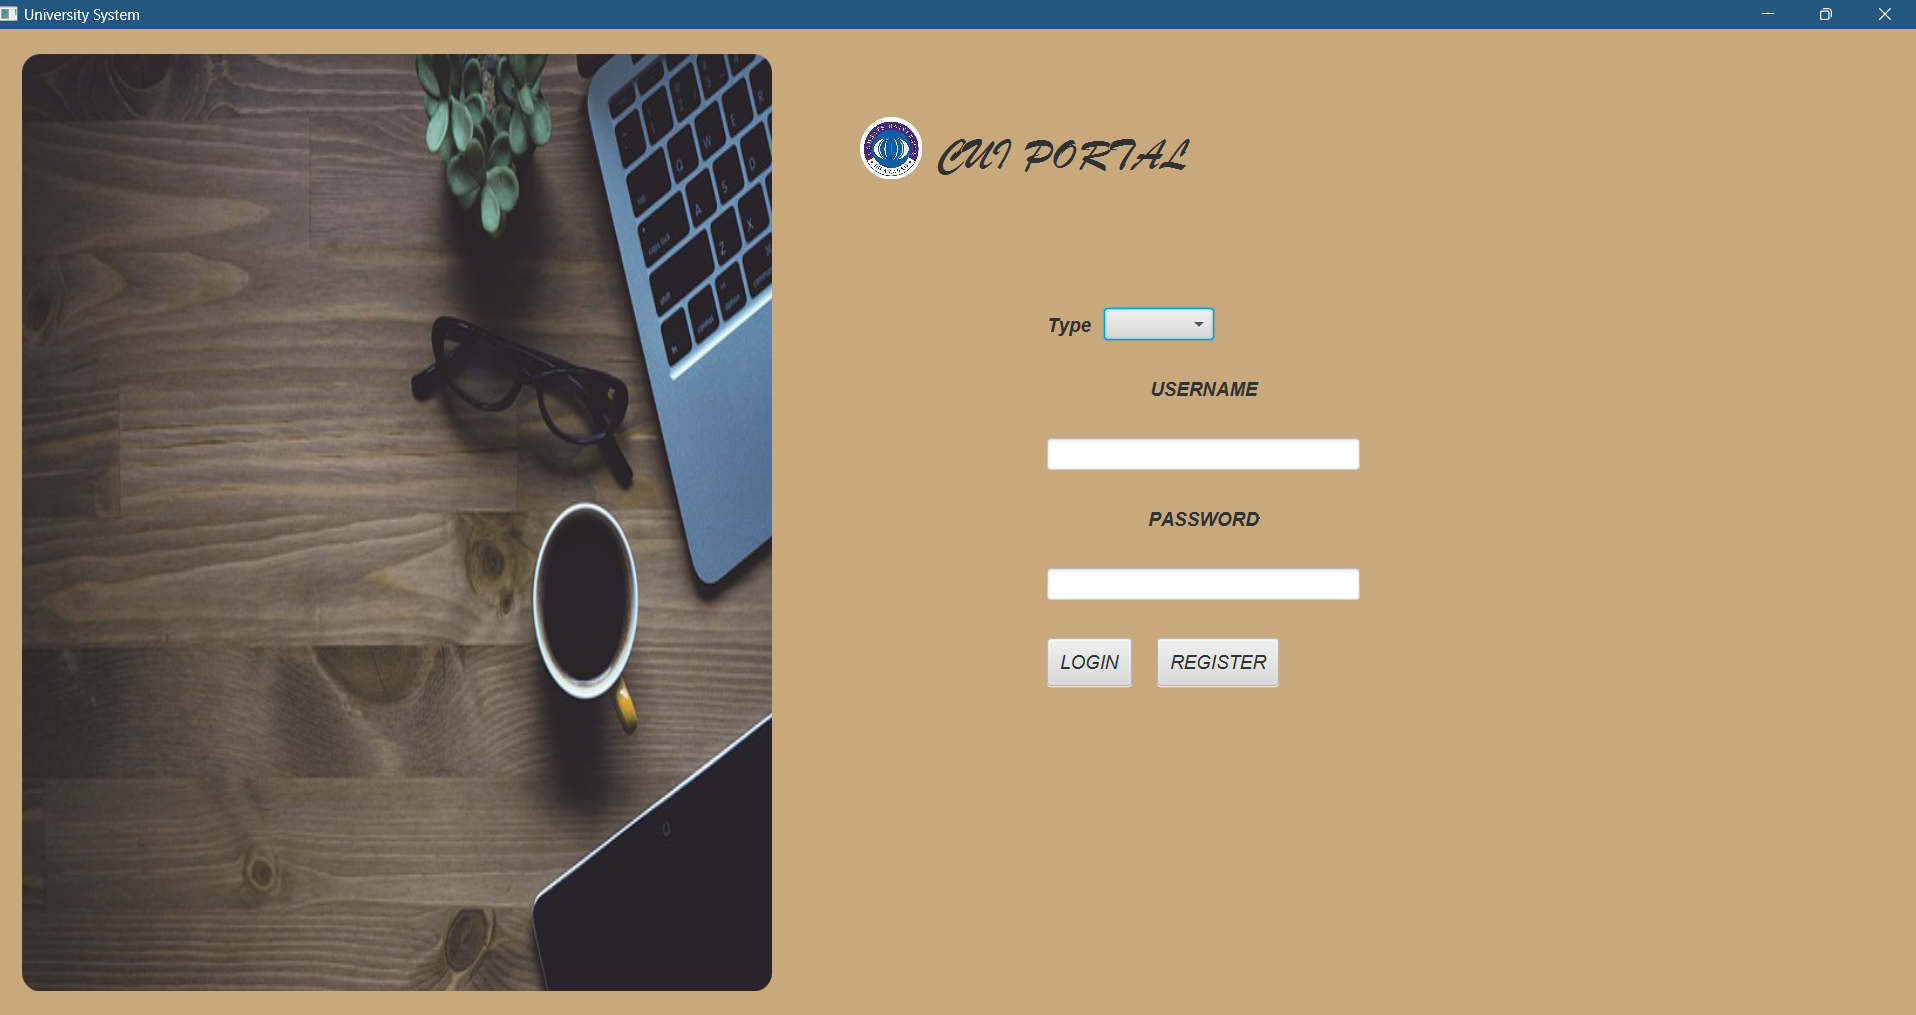 University System
CUI PORTAL
Type
USERNAME
PASSWORD
LOGIN
REGISTER